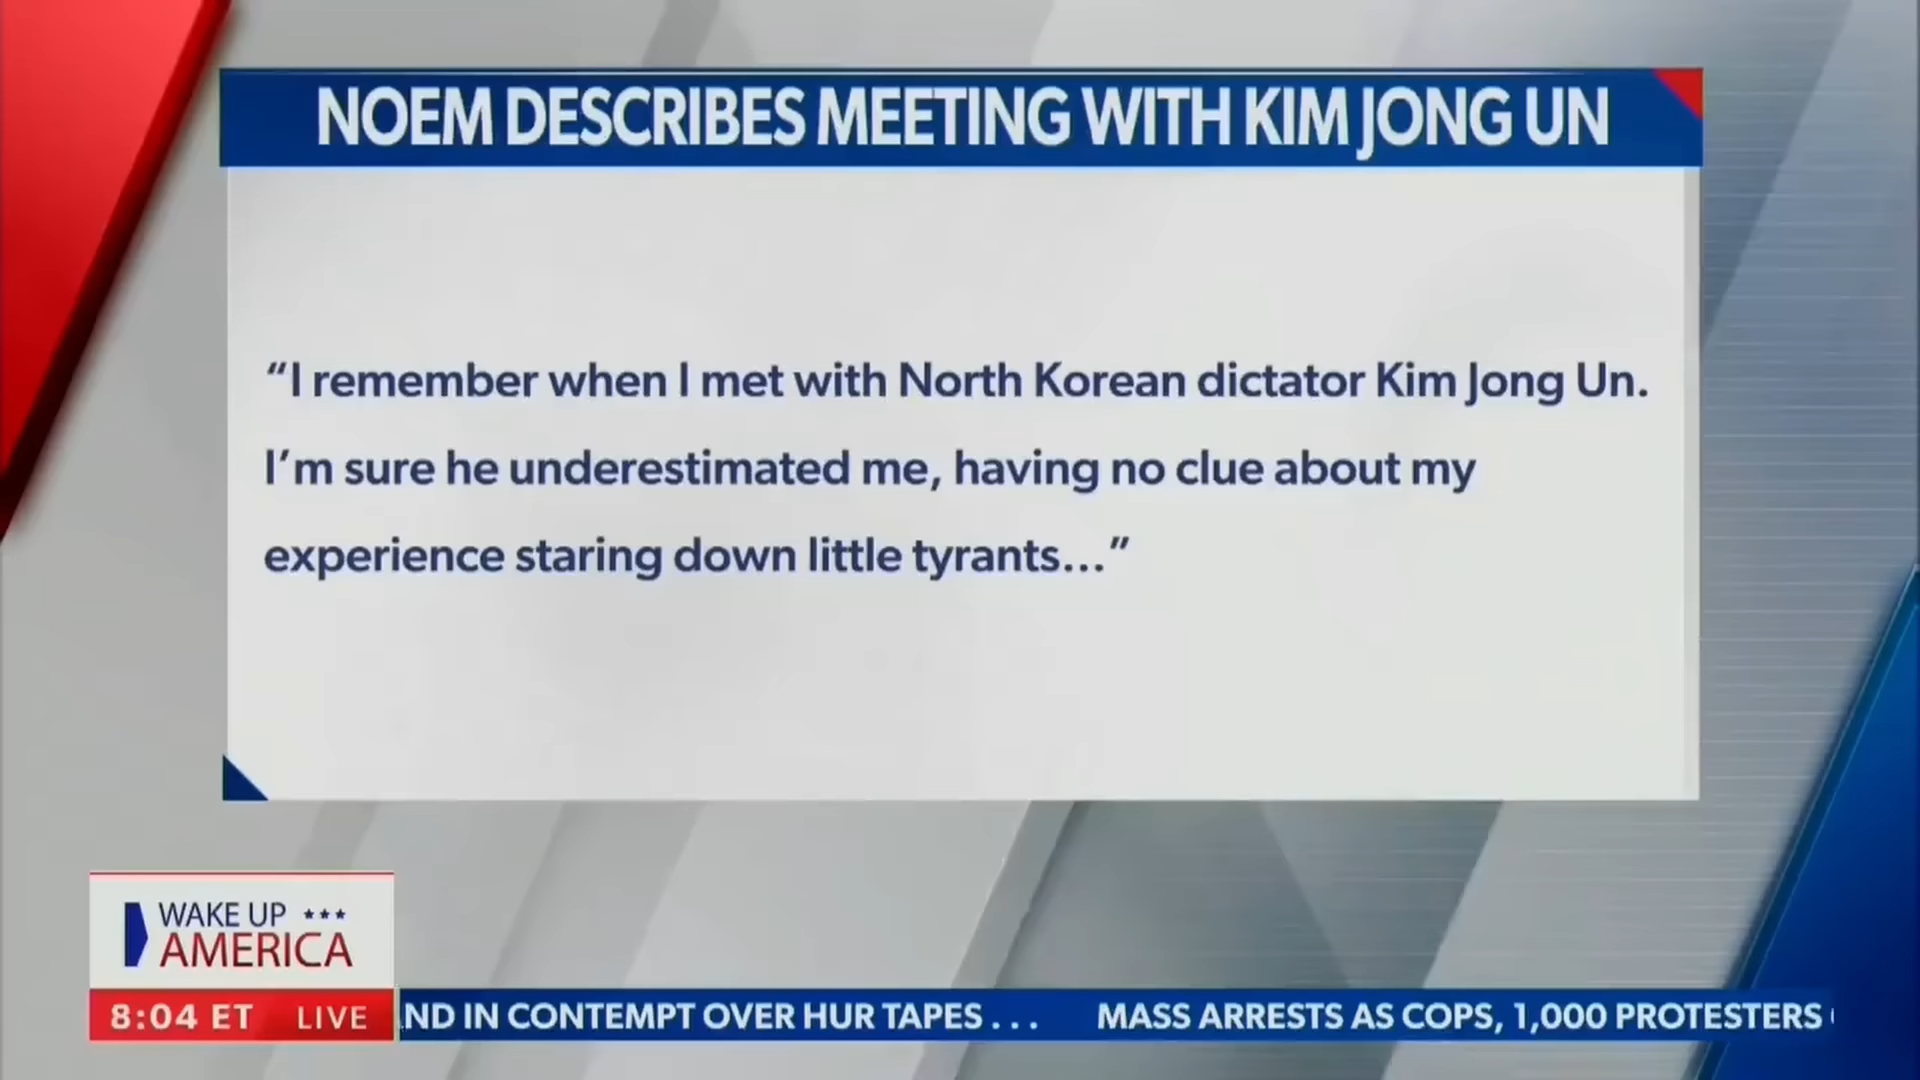 NOEM DESCRIBES MEETING WITH KIM JONG UN
“I remember when I met with North Korean dictator Kim Jong Un.
I’m sure he underestimated me, having no clue about my
experience staring down little tyrants...”
WAKE UP
AMERICA
8:04 ET LIVE
ND IN CONTEMPT OVER HUR TAPES . . . MASS ARRESTS AS COPS, 1,000 PROTESTERS